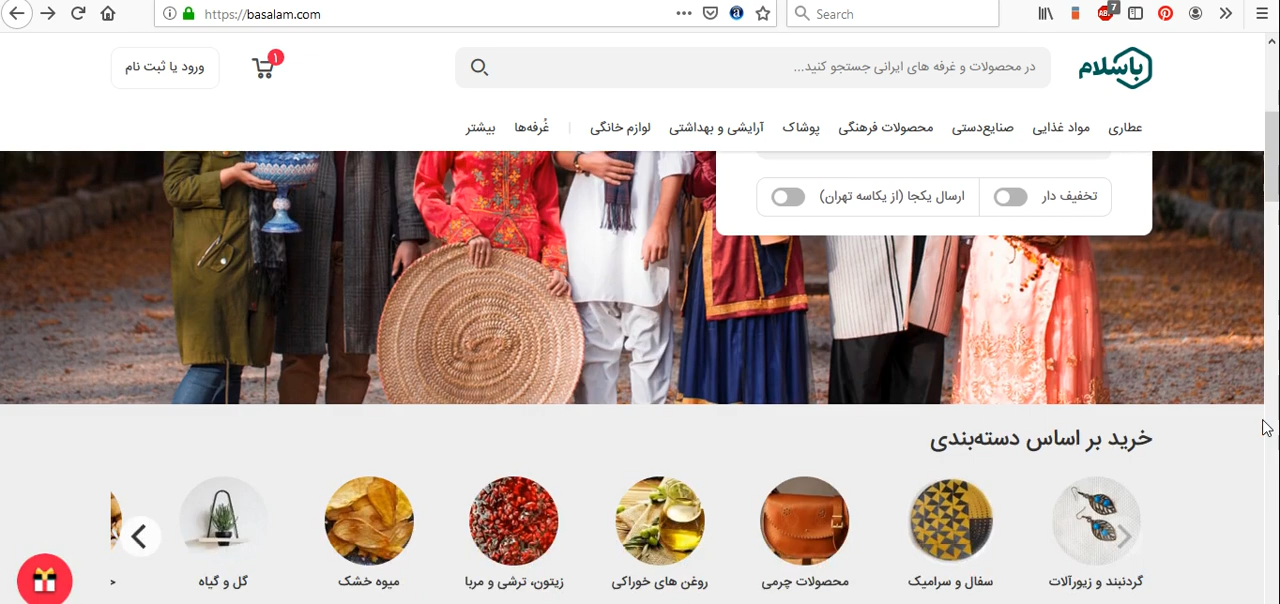 https://basalam.com
Search
ABP
7
باسلام
در محصولات و غرفه های ایرانی جستجو کنید...
۱
ورود یا ثبت نام
عطاری مواد غذایی صنایع‌دستی محصولات فرهنگی پوشاک آرایشی و بهداشتی لوازم خانگی | غُرفه‌ها بیشتر
تخفیف دار ارسال یکجا (از یکاسه تهران)
خرید بر اساس دسته‌بندی
گردنبند و زیورآلات سفال و سرامیک محصولات چرمی روغن های خوراکی زیتون، ترشی و مربا میوه خشک گل و گیاه